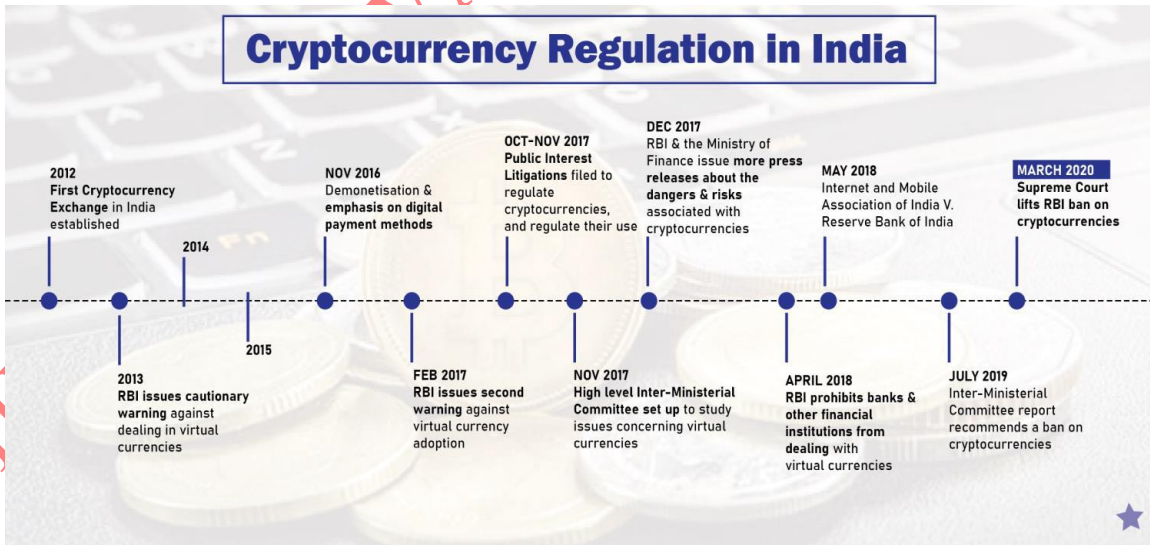 Cryptocurrency Regulation in India
2012
First Cryptocurrency
Exchange in India
established
2013
RBI issues cautionary
warning against
dealing in virtual
currencies
2014
2015
NOV 2016
Demonetisation &
emphasis on digital
payment methods
FEB 2017
RBI issues second
warning against
virtual currency
adoption
OCT-NOV 2017
Public Interest
Litigations filed to
regulate
cryptocurrencies,
and regulate their use
NOV 2017
High level Inter-Ministerial
Committee set up to study
issues concerning virtual
currencies
DEC 2017
RBI & the Ministry of
Finance issue more press
releases about the
dangers & risks
associated with
cryptocurrencies
APRIL 2018
RBI prohibits banks &
other financial
institutions from
dealing with
virtual currencies
MAY 2018
Internet and Mobile
Association of India V.
Reserve Bank of India
JULY 2019
Inter-Ministerial
Committee report
recommends a ban on
cryptocurrencies
MARCH 2020
Supreme Court
lifts RBI ban on
cryptocurrencies